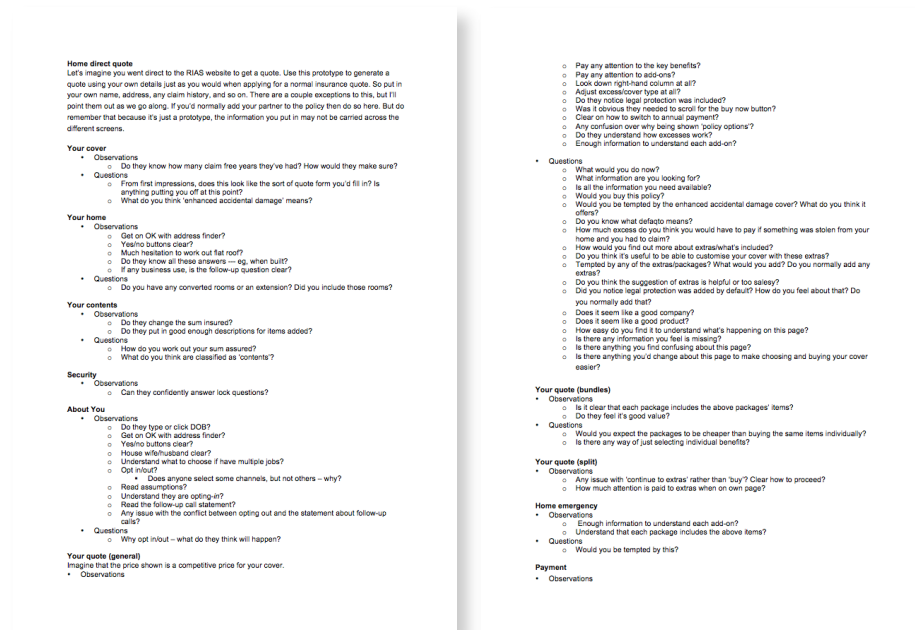 Home direct quote
Let's imagine you went direct to the RIAS website to get a quote. Use this prototype to generate a
quote using your own details just as you would when applying for a normal insurance quote. So put in
your own name, address, any claim history, and so on. There are a couple exceptions to this, but I'll
point them out as we go along. If you'd normally add your partner to the policy then do so here. But do
remember that because it's just a prototype, the information you put in may not be carried across the
different screens.
Your cover
• Observations
o Do they know how many claim free years they've had? How would they make sure?
• Questions
o From first impressions, does this look like the sort of quote form you'd fill in? Is
anything putting you off at this point?
o What do you think 'enhanced accidental damage' means?
Your home
• Observations
o Get on OK with address finder?
o Yes/no buttons clear?
o Much hesitation to work out flat roof?
o Do they know all these answers --- eg, when built?
o If any business use, is the follow-up question clear?
• Questions
o Do you have any converted rooms or an extension? Did you include those rooms?
Your contents
• Observations
o Do they change the sum insured?
o Do they put in good enough descriptions for items added?
• Questions
o How do you work out your sum assured?
o What do you think are classified as 'contents'?
Security
• Observations
o Can they confidently answer lock questions?
About You
• Observations
o Do they type or click DOB?
o Get on OK with address finder?
o Yes/no buttons clear?
o House wife/husband clear?
o Understand what to choose if have multiple jobs?
o Opt in/out?
▪ Does anyone select some channels, but not others – why?
o Read assumptions?
o Understand they are opting-in?
o Read the follow-up call statement?
o Any issue with the conflict between opting out and the statement about follow-up
calls?
• Questions
o Why opt in/out – what do they think will happen?
Your quote (general)
Imagine that the price shown is a competitive price for your cover.
• Observations
o Pay any attention to the key benefits?
o Pay any attention to add-ons?
o Look down right-hand column at all?
o Adjust excess/cover type at all?
o Do they notice legal protection was included?
o Was it obvious they needed to scroll for the buy now button?
o Clear on how to switch to annual payment?
o Any confusion over why being shown 'policy options'?
o Do they understand how excesses work?
o Enough information to understand each add-on?
• Questions
o What would you do now?
o What information are you looking for?
o Is all the information you need available?
o Would you buy this policy?
o Would you be tempted by the enhanced accidental damage cover? What do you think it
offers?
o Do you know what defaqto means?
o How much excess do you think you would have to pay if something was stolen from your
home and you had to claim?
o How would you find out more about extras/what's included?
o Do you think it's useful to be able to customise your cover with these extras?
o Tempted by any of the extras/packages? What would you add? Do you normally add any
extras?
o Do you think the suggestion of extras is helpful or too salesy?
o Did you notice legal protection was added by default? How do you feel about that? Do
you normally add that?
o Does it seem like a good company?
o Does it seem like a good product?
o How easy do you find it to understand what's happening on this page?
o Is there any information you feel is missing?
o Is there anything you find confusing about this page?
o Is there anything you'd change about this page to make choosing and buying your cover
easier?
Your quote (bundles)
• Observations
o Is it clear that each package includes the above packages' items?
o Do they feel it's good value?
• Questions
o Would you expect the packages to be cheaper than buying the same items individually?
o Is there any way of just selecting individual benefits?
Your quote (split)
• Observations
o Any issue with 'continue to extras' rather than 'buy'? Clear how to proceed?
o How much attention is paid to extras when on own page?
Home emergency
• Observations
o Enough information to understand each add-on?
o Understand that each package includes the above items?
• Questions
o Would you be tempted by this?
Payment
• Observations